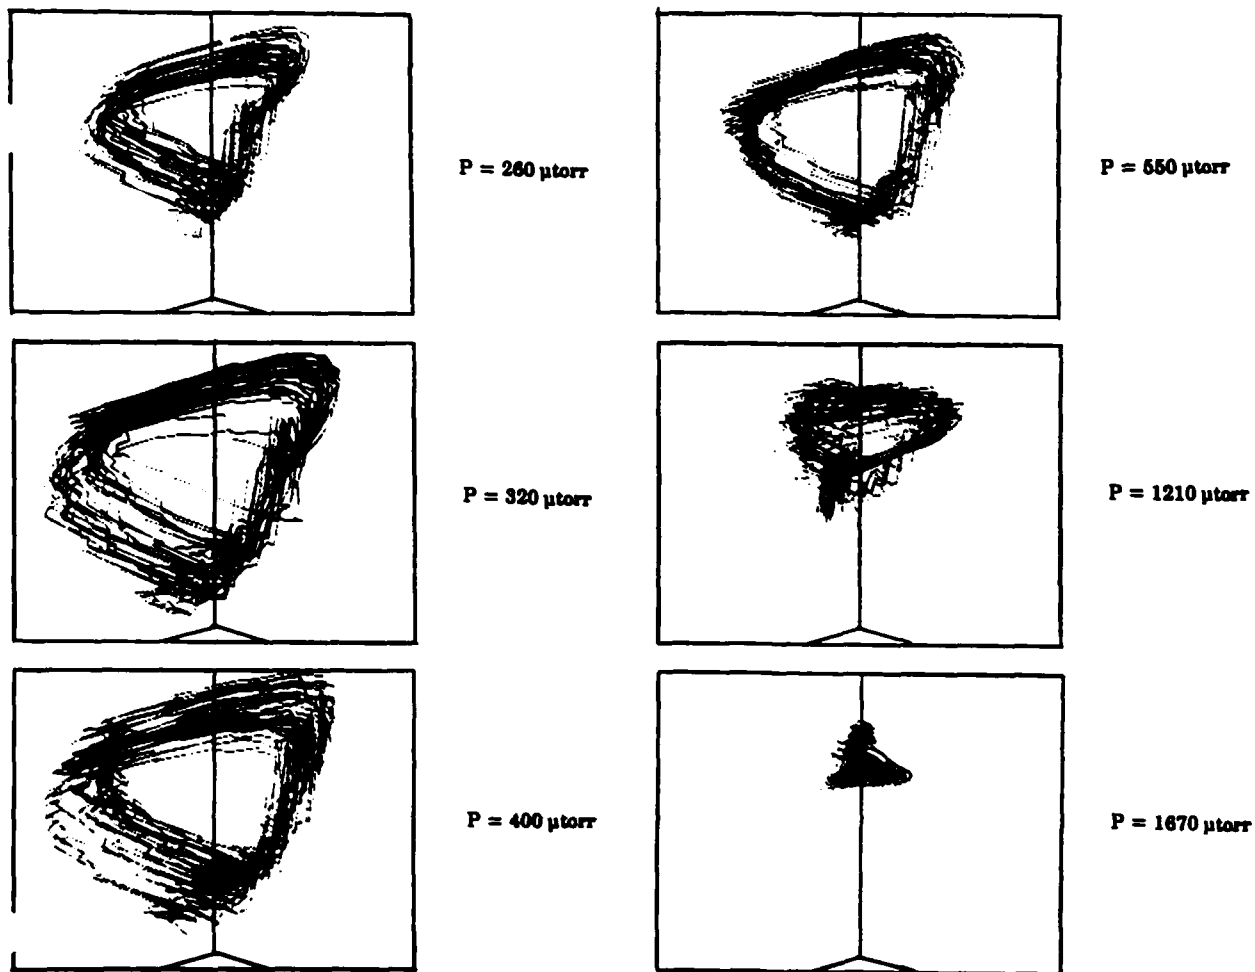 P = 260 µtorr
P = 550 µtorr
P = 320 µtorr
P = 1210 µtorr
P = 400 µtorr
P = 1670 µtorr